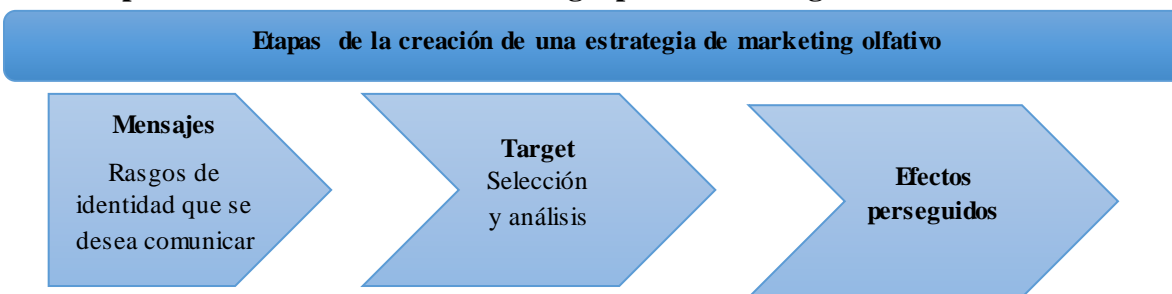 Etapas de la creación de una estrategia de marketing olfativo
Mensajes
Rasgos de
identidad que se
desea comunicar
Target
Selección
y análisis
Efectos
perseguidos